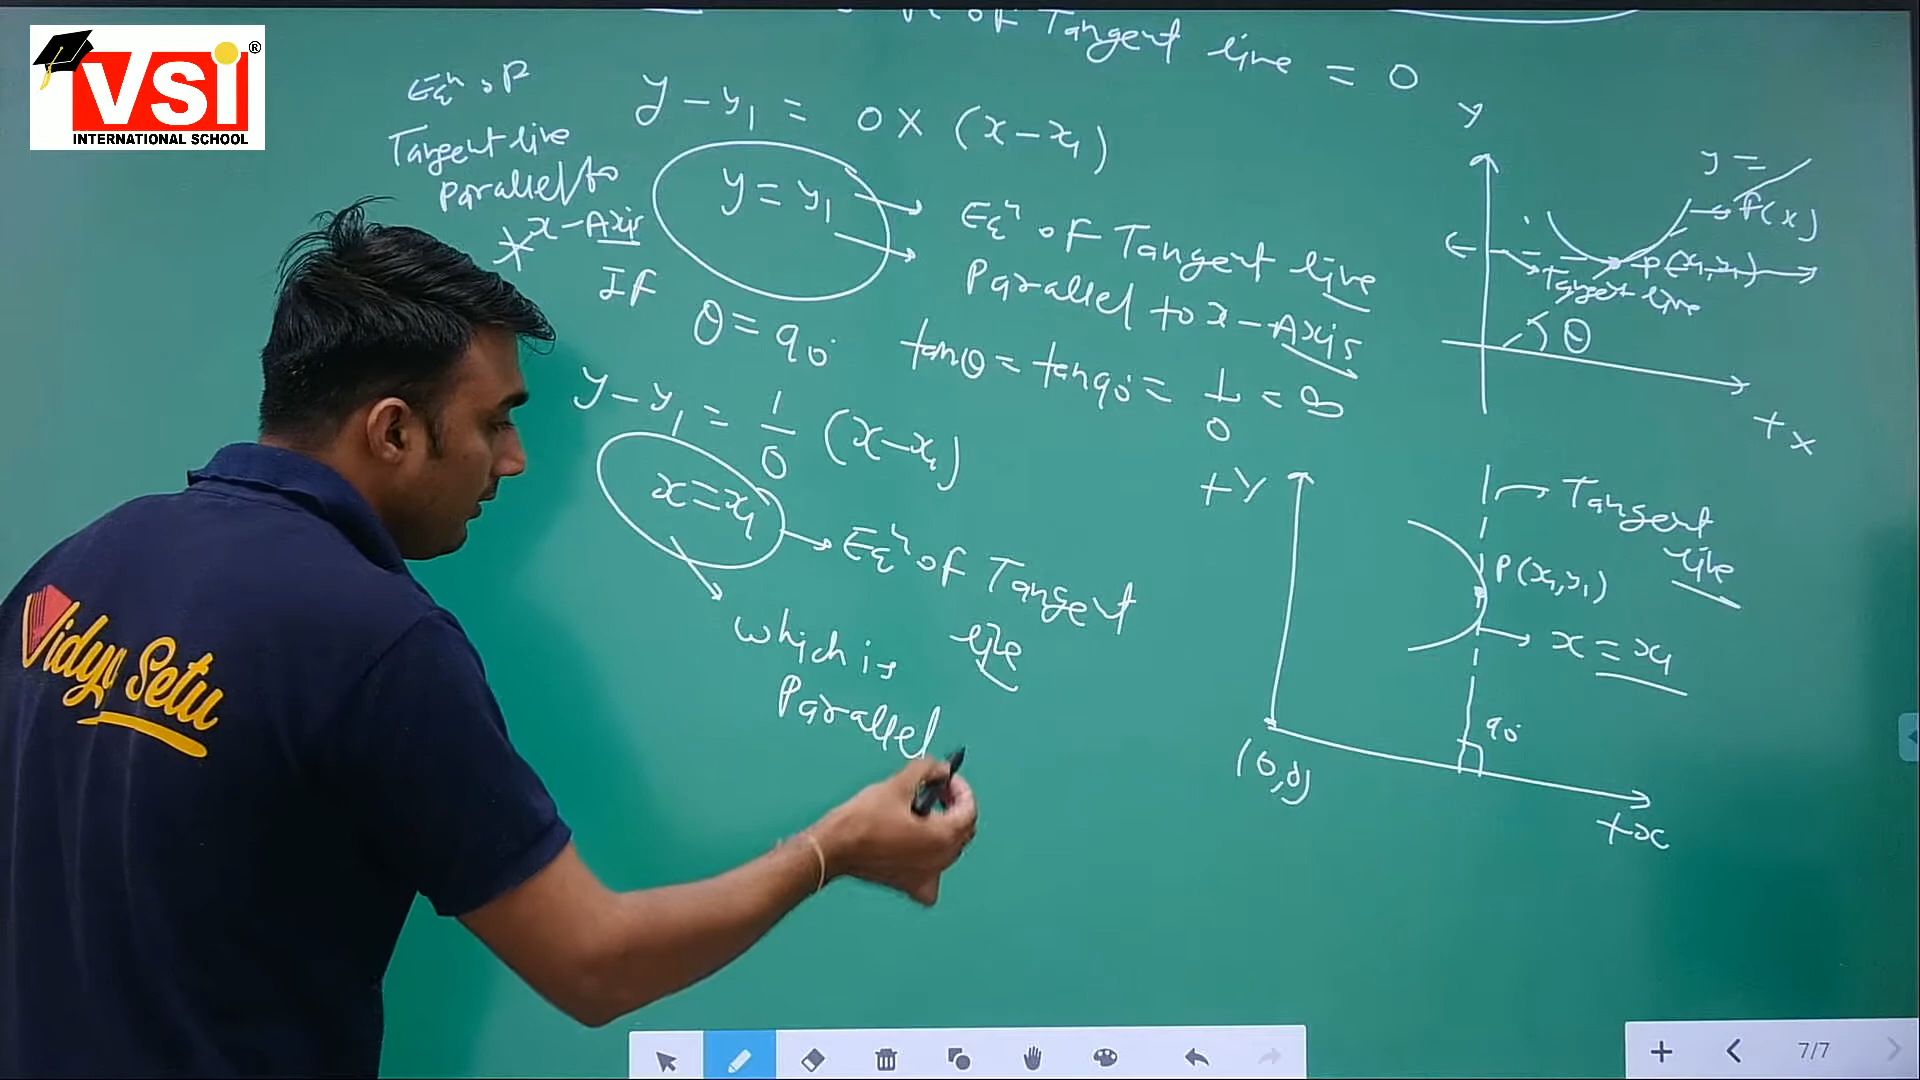 VSI
®
INTERNATIONAL SCHOOL
of Tangent line = 0
Eqn of
Tangent line
Parallel to
x-Axis
y - y1 = 0 × (x - x1)
y = y1
Eqn of Tangent line
Parallel to x-Axis
* If
θ = 90°
tanθ = tan90° = 1/0 = ∞
y - y1 = 1/0 (x - x1)
x = x1
Eqn of Tangent
line
which is
Parallel
Y
y =
f(x)
P(x1, y1)
Tangent line
θ
+x
+y
Tangent
line
P(x1, y1)
x = x1
90°
(0,0)
+x
Vidya Setu
7/7